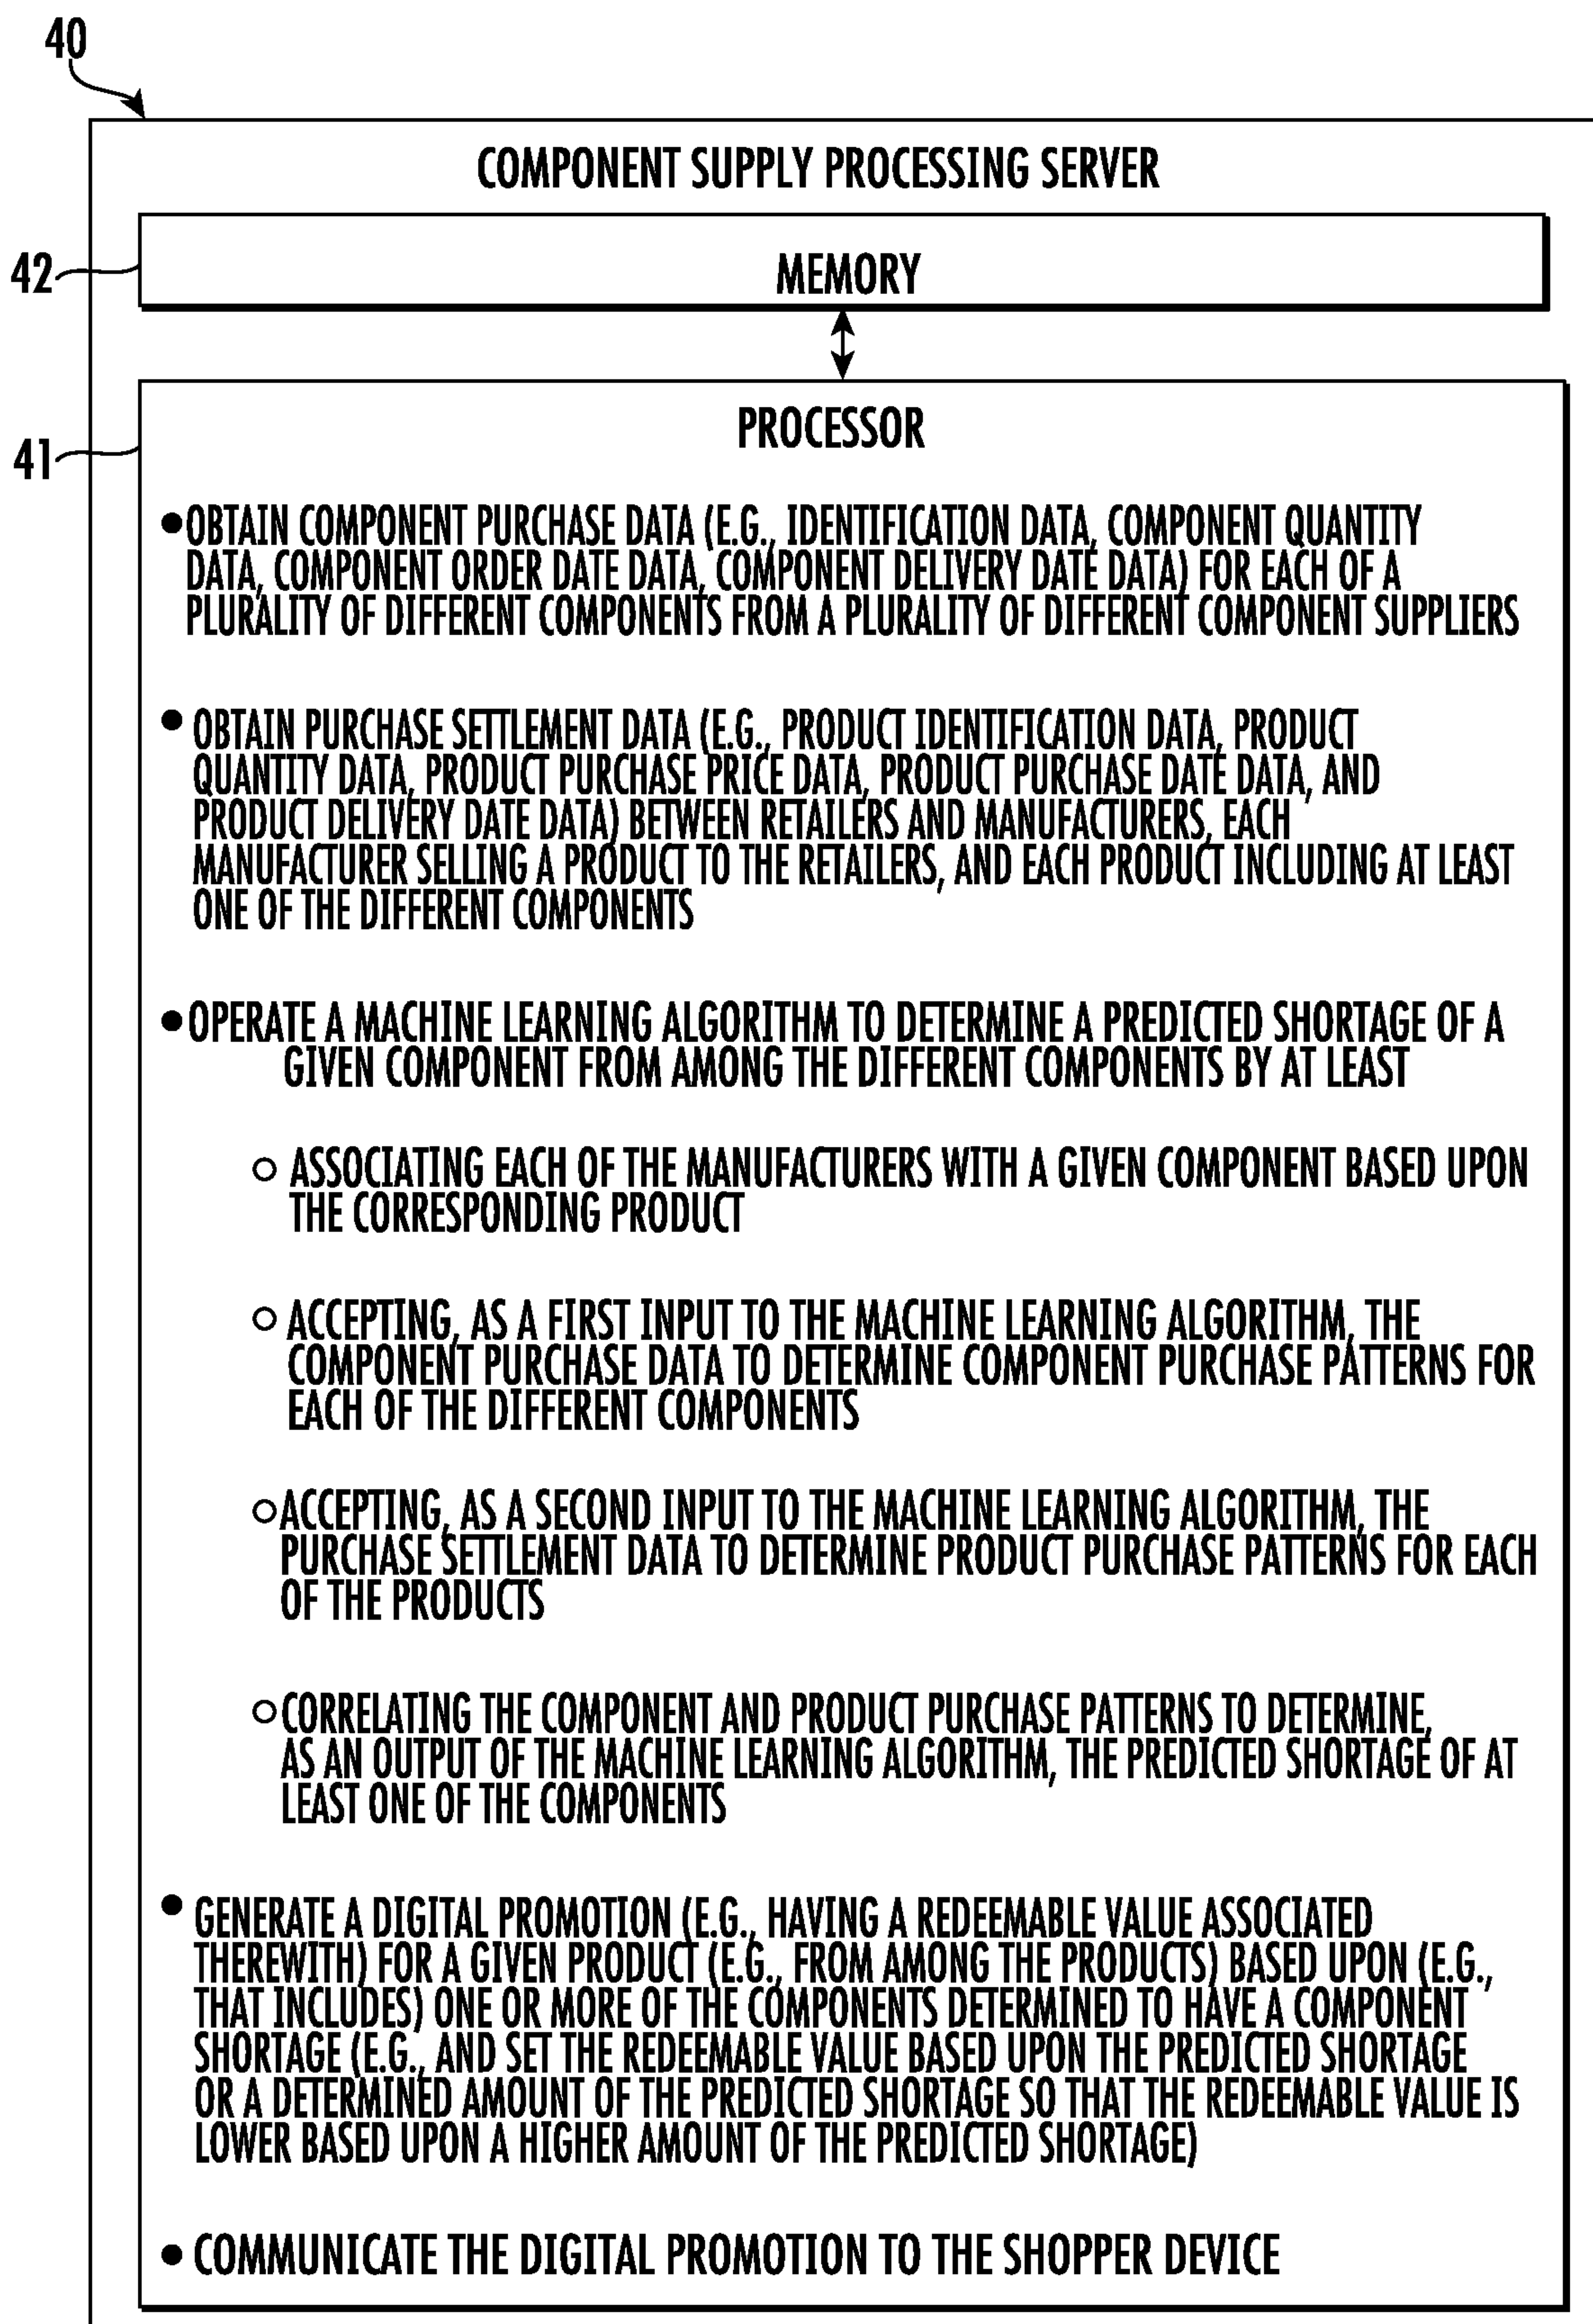 40
COMPONENT SUPPLY PROCESSING SERVER
42
MEMORY
41
PROCESSOR
● OBTAIN COMPONENT PURCHASE DATA (E.G., IDENTIFICATION DATA, COMPONENT QUANTITY
DATA, COMPONENT ORDER DATE DATA, COMPONENT DELIVERY DATE DATA) FOR EACH OF A
PLURALITY OF DIFFERENT COMPONENTS FROM A PLURALITY OF DIFFERENT COMPONENT SUPPLIERS
● OBTAIN PURCHASE SETTLEMENT DATA (E.G., PRODUCT IDENTIFICATION DATA, PRODUCT
QUANTITY DATA, PRODUCT PURCHASE PRICE DATA, PRODUCT PURCHASE DATE DATA, AND
PRODUCT DELIVERY DATE DATA) BETWEEN RETAILERS AND MANUFACTURERS, EACH
MANUFACTURER SELLING A PRODUCT TO THE RETAILERS, AND EACH PRODUCT INCLUDING AT LEAST
ONE OF THE DIFFERENT COMPONENTS
● OPERATE A MACHINE LEARNING ALGORITHM TO DETERMINE A PREDICTED SHORTAGE OF A
GIVEN COMPONENT FROM AMONG THE DIFFERENT COMPONENTS BY AT LEAST
○ ASSOCIATING EACH OF THE MANUFACTURERS WITH A GIVEN COMPONENT BASED UPON
THE CORRESPONDING PRODUCT
○ ACCEPTING, AS A FIRST INPUT TO THE MACHINE LEARNING ALGORITHM, THE
COMPONENT PURCHASE DATA TO DETERMINE COMPONENT PURCHASE PATTERNS FOR
EACH OF THE DIFFERENT COMPONENTS
○ ACCEPTING, AS A SECOND INPUT TO THE MACHINE LEARNING ALGORITHM, THE
PURCHASE SETTLEMENT DATA TO DETERMINE PRODUCT PURCHASE PATTERNS FOR EACH
OF THE PRODUCTS
○ CORRELATING THE COMPONENT AND PRODUCT PURCHASE PATTERNS TO DETERMINE,
AS AN OUTPUT OF THE MACHINE LEARNING ALGORITHM, THE PREDICTED SHORTAGE OF AT
LEAST ONE OF THE COMPONENTS
● GENERATE A DIGITAL PROMOTION (E.G., HAVING A REDEEMABLE VALUE ASSOCIATED
THEREWITH) FOR A GIVEN PRODUCT (E.G., FROM AMONG THE PRODUCTS) BASED UPON (E.G.,
THAT INCLUDES) ONE OR MORE OF THE COMPONENTS DETERMINED TO HAVE A COMPONENT
SHORTAGE (E.G., AND SET THE REDEEMABLE VALUE BASED UPON THE PREDICTED SHORTAGE
OR A DETERMINED AMOUNT OF THE PREDICTED SHORTAGE SO THAT THE REDEEMABLE VALUE IS
LOWER BASED UPON A HIGHER AMOUNT OF THE PREDICTED SHORTAGE)
● COMMUNICATE THE DIGITAL PROMOTION TO THE SHOPPER DEVICE